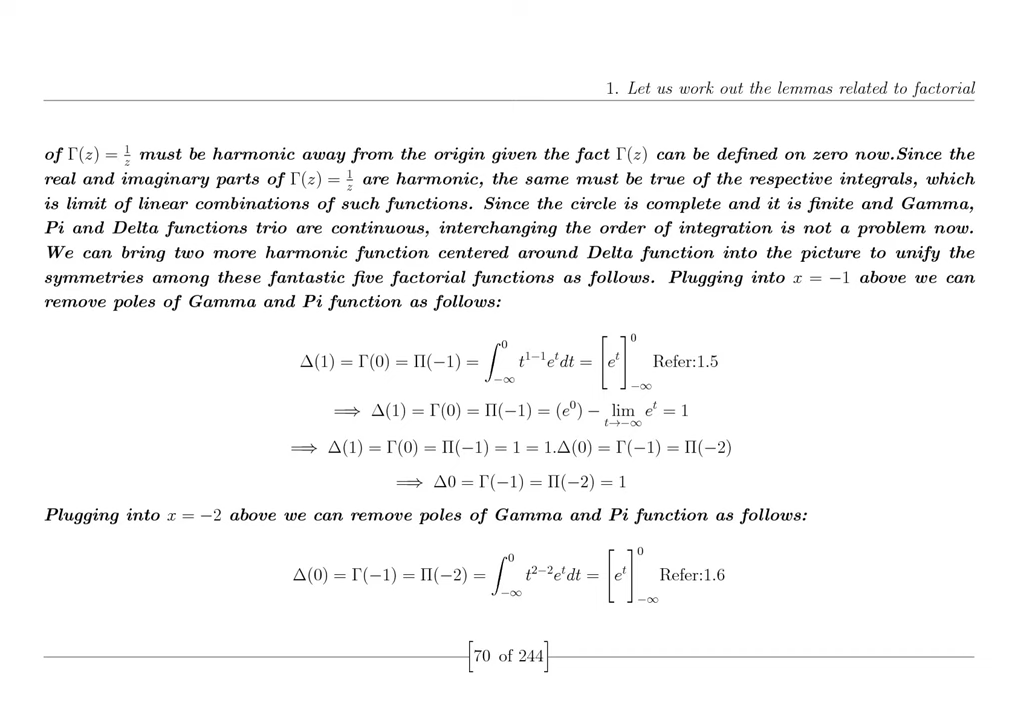 1. Let us work out the lemmas related to factorial
of Γ(z) = 1/z must be harmonic away from the origin given the fact Γ(z) can be defined on zero now.Since the
real and imaginary parts of Γ(z) = 1/z are harmonic, the same must be true of the respective integrals, which
is limit of linear combinations of such functions. Since the circle is complete and it is finite and Gamma,
Pi and Delta functions trio are continuous, interchanging the order of integration is not a problem now.
We can bring two more harmonic function centered around Delta function into the picture to unify the
symmetries among these fantastic five factorial functions as follows. Plugging into x = −1 above we can
remove poles of Gamma and Pi function as follows:
Δ(1) = Γ(0) = Π(−1) = ∫_{−∞}^{0} t^{1−1}e^t dt = [e^t]_{−∞}^{0} Refer:1.5
⟹ Δ(1) = Γ(0) = Π(−1) = (e^0) − lim_{t→−∞} e^t = 1
⟹ Δ(1) = Γ(0) = Π(−1) = 1 = 1.Δ(0) = Γ(−1) = Π(−2)
⟹ Δ0 = Γ(−1) = Π(−2) = 1
Plugging into x = −2 above we can remove poles of Gamma and Pi function as follows:
Δ(0) = Γ(−1) = Π(−2) = ∫_{−∞}^{0} t^{2−2}e^t dt = [e^t]_{−∞}^{0} Refer:1.6
[70 of 244]